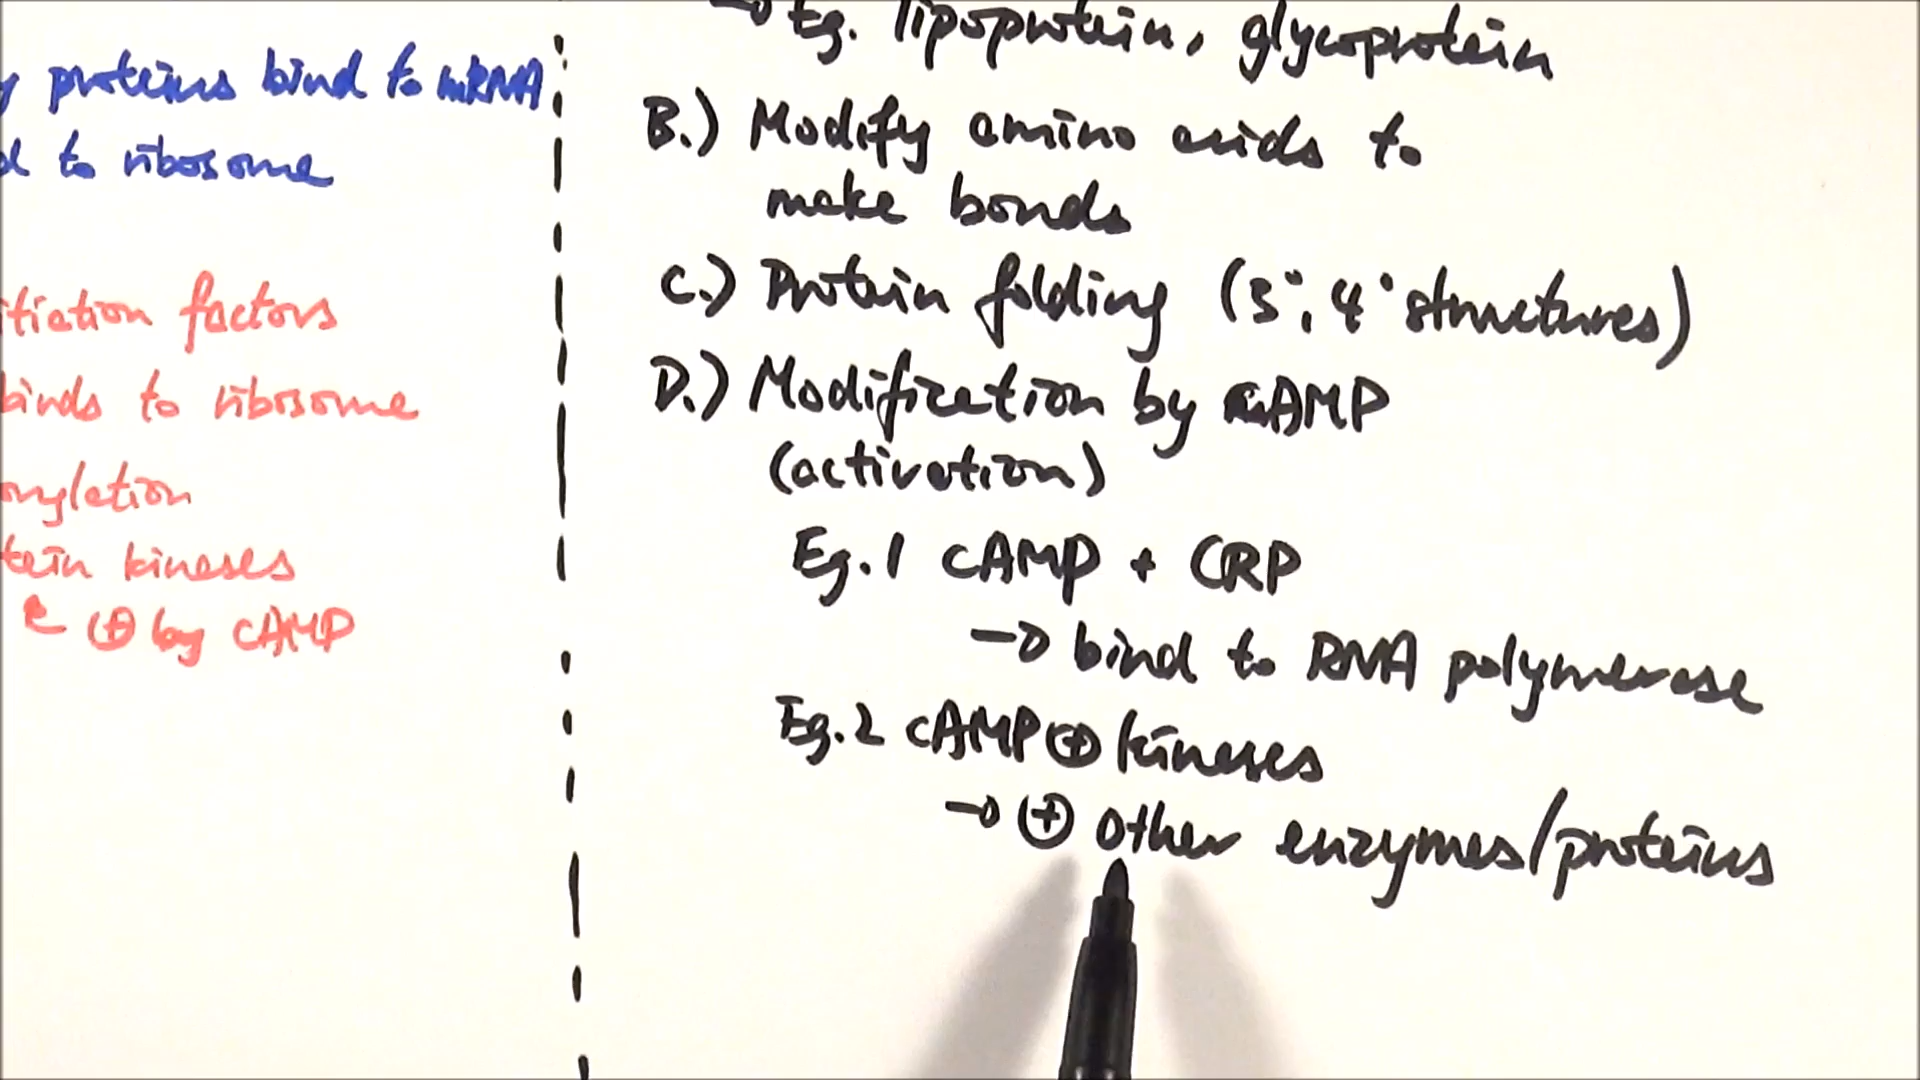 proteins bind to mRNA
to ribosome
itiation factors
binds to ribosome
tein kinases
⊕ by cAMP
→ Eg. lipoprotein, glycoprotein
B.) Modify amino acids to
make bonds
C.) Protein folding (3°, 4° structures)
D.) Modification by cAMP
(activation)
Eg. 1 cAMP + CRP
→ bind to RNA polymerase
Eg. 2 cAMP ⊕ kinases
→ ⊕ other enzymes/proteins